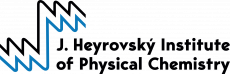 J. Heyrovský Institute
of Physical Chemistry